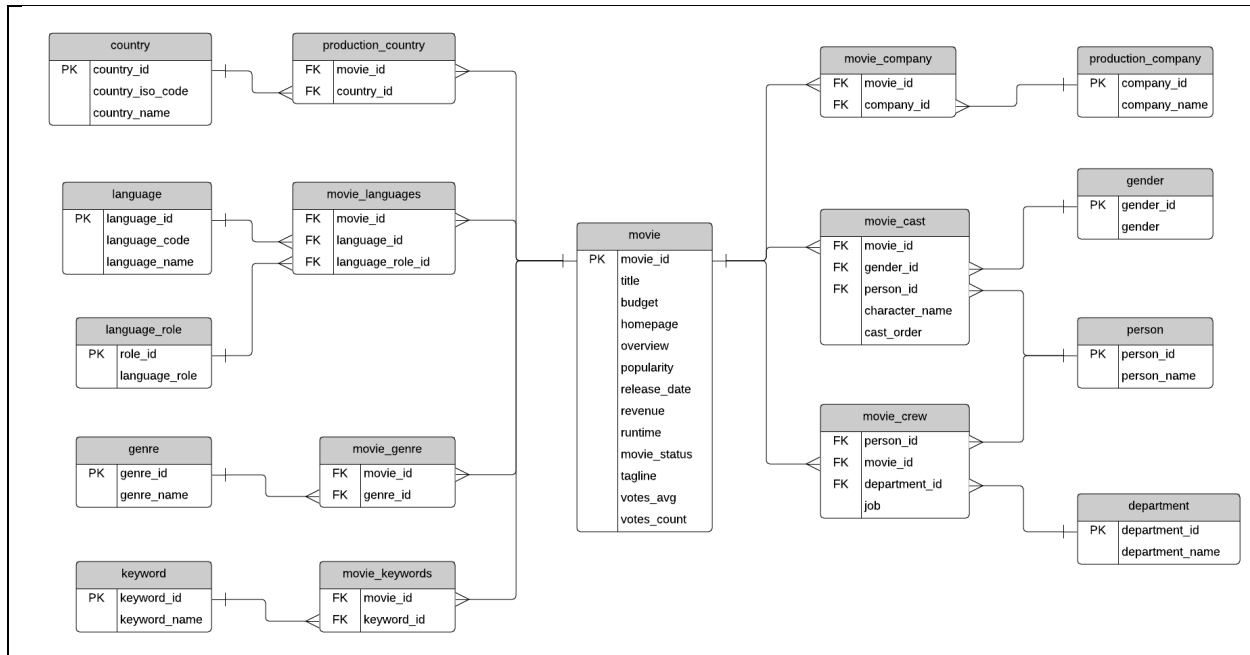 country
PK country_id
country_iso_code
country_name
production_country
FK movie_id
FK country_id
language
PK language_id
language_code
language_name
movie_languages
FK movie_id
FK language_id
FK language_role_id
language_role
PK role_id
language_role
genre
PK genre_id
genre_name
movie_genre
FK movie_id
FK genre_id
keyword
PK keyword_id
keyword_name
movie_keywords
FK movie_id
FK keyword_id
movie
PK movie_id
title
budget
homepage
overview
popularity
release_date
revenue
runtime
movie_status
tagline
votes_avg
votes_count
movie_company
FK movie_id
FK company_id
production_company
PK company_id
company_name
gender
PK gender_id
gender
movie_cast
FK movie_id
FK gender_id
FK person_id
character_name
cast_order
person
PK person_id
person_name
movie_crew
FK person_id
FK movie_id
FK department_id
job
department
PK department_id
department_name